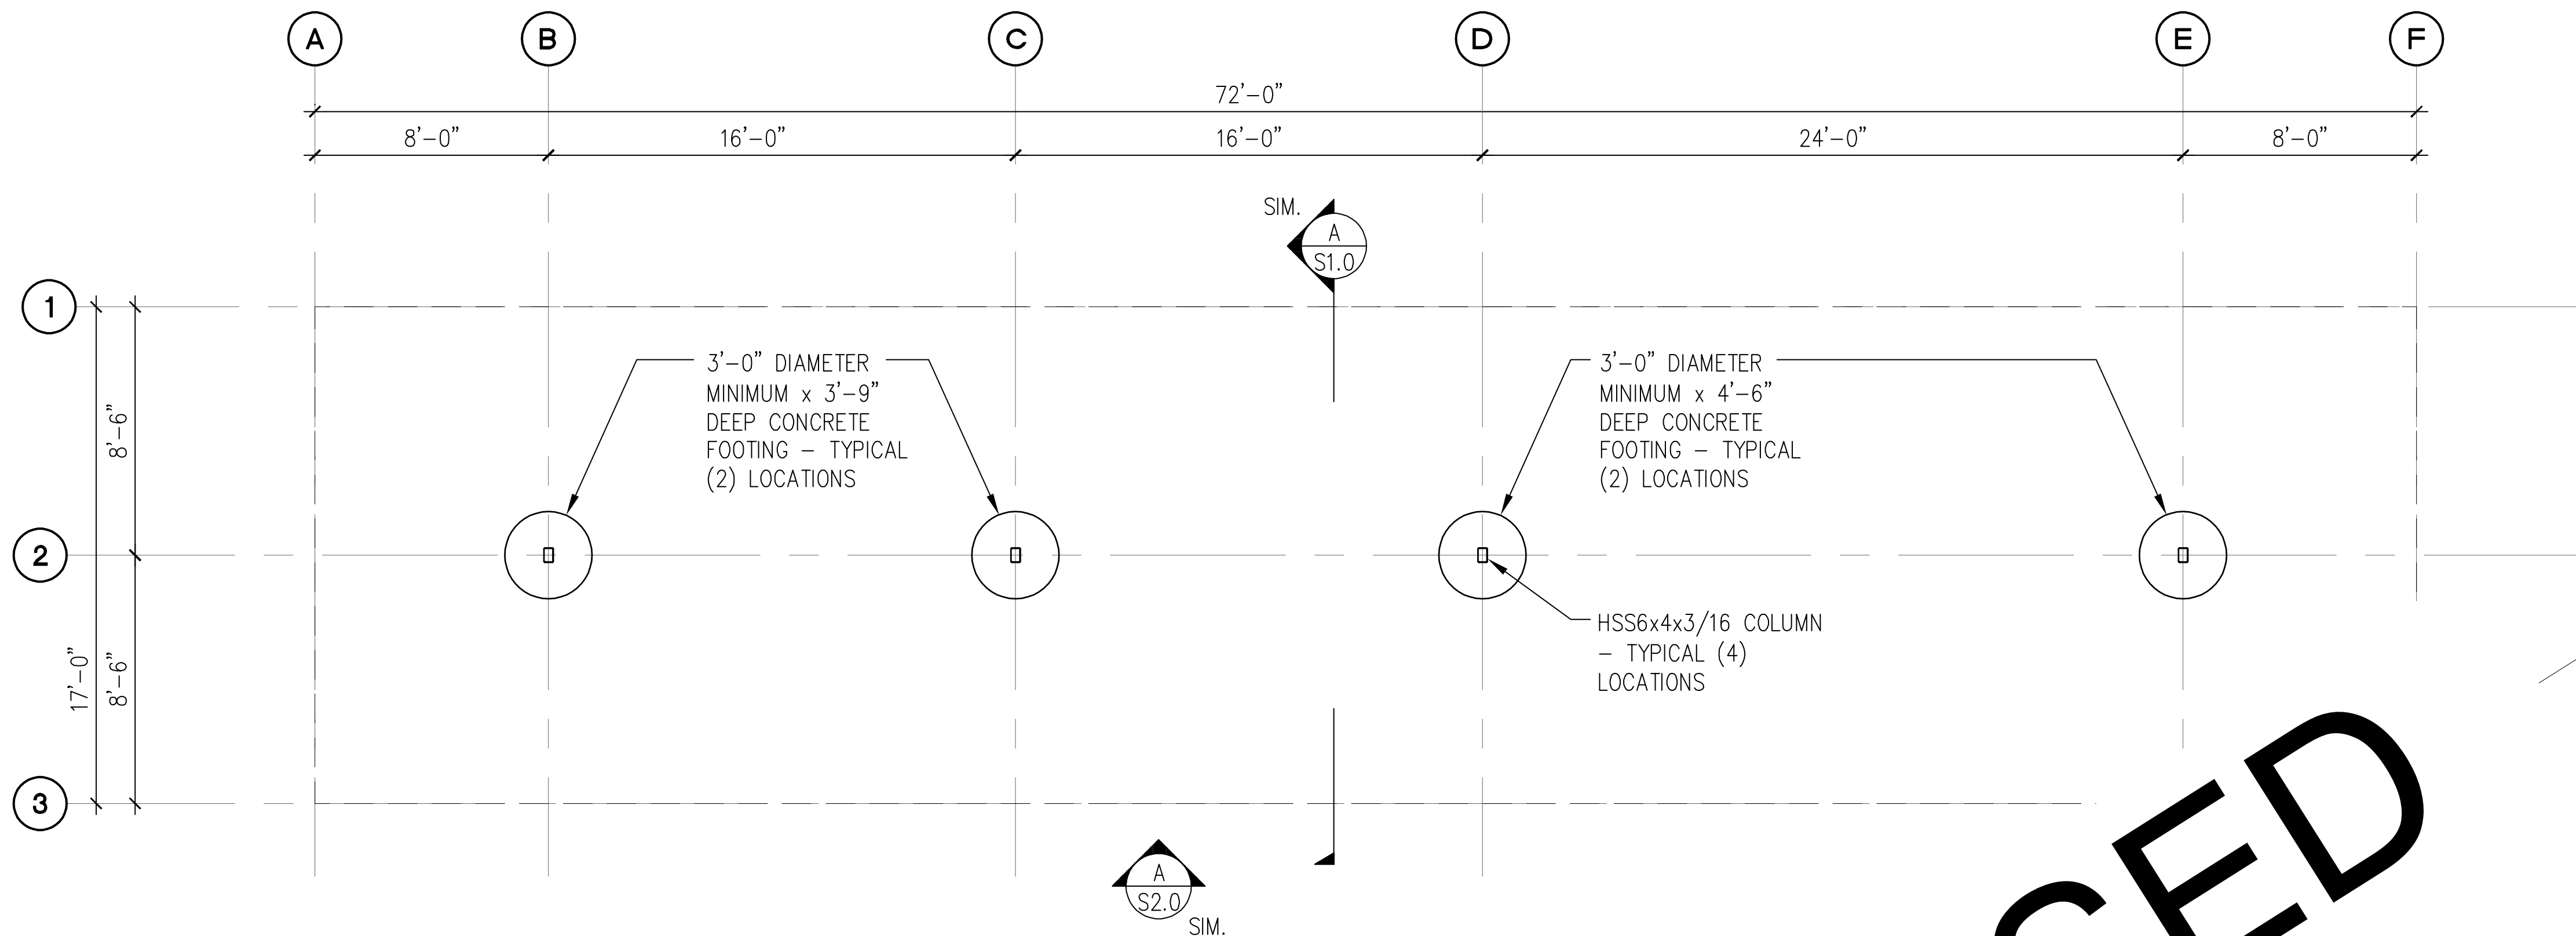 A B C D E F
72'-0"
8'-0" 16'-0" 16'-0" 24'-0" 8'-0"
SIM.
A
S1.0
1
3'-0" DIAMETER
MINIMUM x 3'-9"
DEEP CONCRETE
FOOTING - TYPICAL
(2) LOCATIONS
3'-0" DIAMETER
MINIMUM x 4'-6"
DEEP CONCRETE
FOOTING - TYPICAL
(2) LOCATIONS
8'-6"
2
HSS6x4x3/16 COLUMN
- TYPICAL (4)
LOCATIONS
17'-0"
8'-6"
3
A
S2.0
SIM.